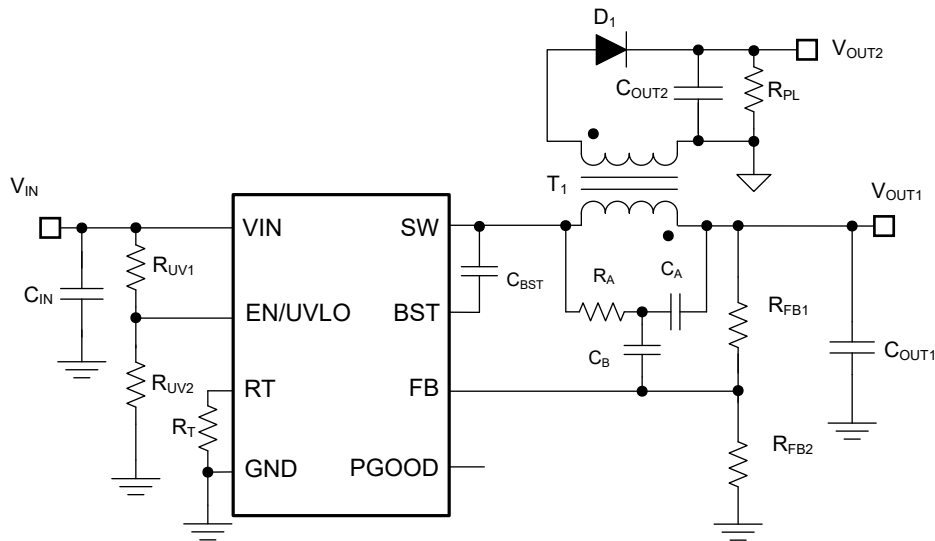 D1
VOUT2
COUT2
RPL
T1
VIN
VOUT1
VIN
SW
RUV1
CBST
RA
CA
CIN
EN/UVLO
BST
RFB1
CB
COUT1
RUV2
RT
FB
RT
RFB2
GND
PGOOD